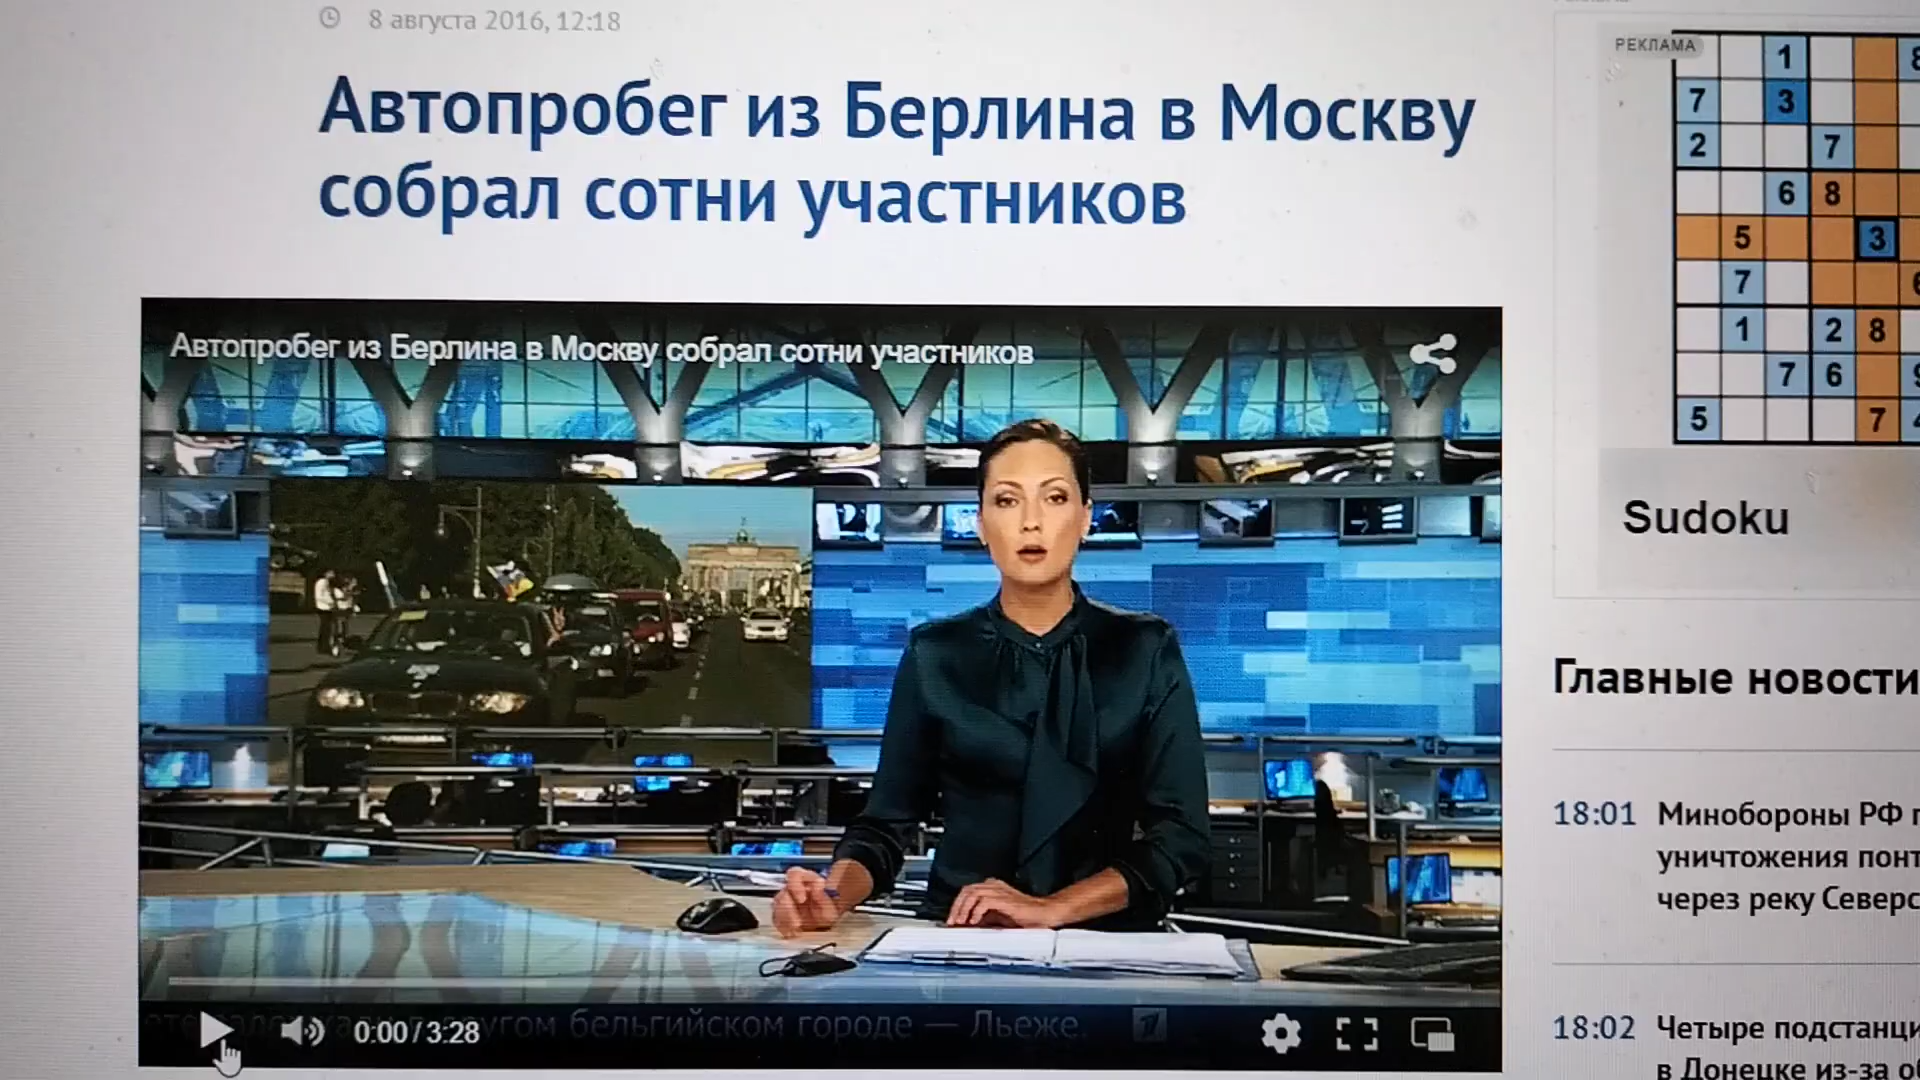 8 августа 2016, 12:18
Автопробег из Берлина в Москву
собрал сотни участников
Автопробег из Берлина в Москву собрал сотни участников
другом бельгийском городе — Льеже.
0:00 / 3:28
РЕКЛАМА
1
7 3
2 7
6 8
5 3
7
1 2 8
7 6
5 7
Sudoku
Главные новости
18:01 Минобороны РФ
уничтожения
через реку
18:02 Четыре
в Донецке из-за